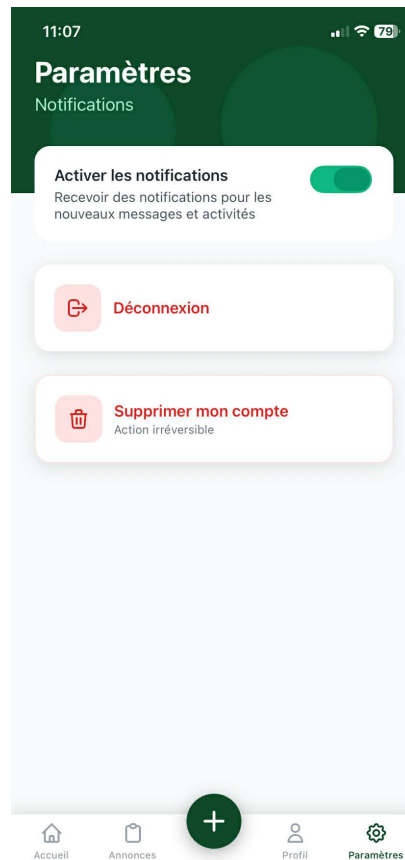 11:07
79
Paramètres
Notifications
Activer les notifications
Recevoir des notifications pour les
nouveaux messages et activités
Déconnexion
Supprimer mon compte
Action irréversible
Accueil
Annonces
Profil
Paramètres